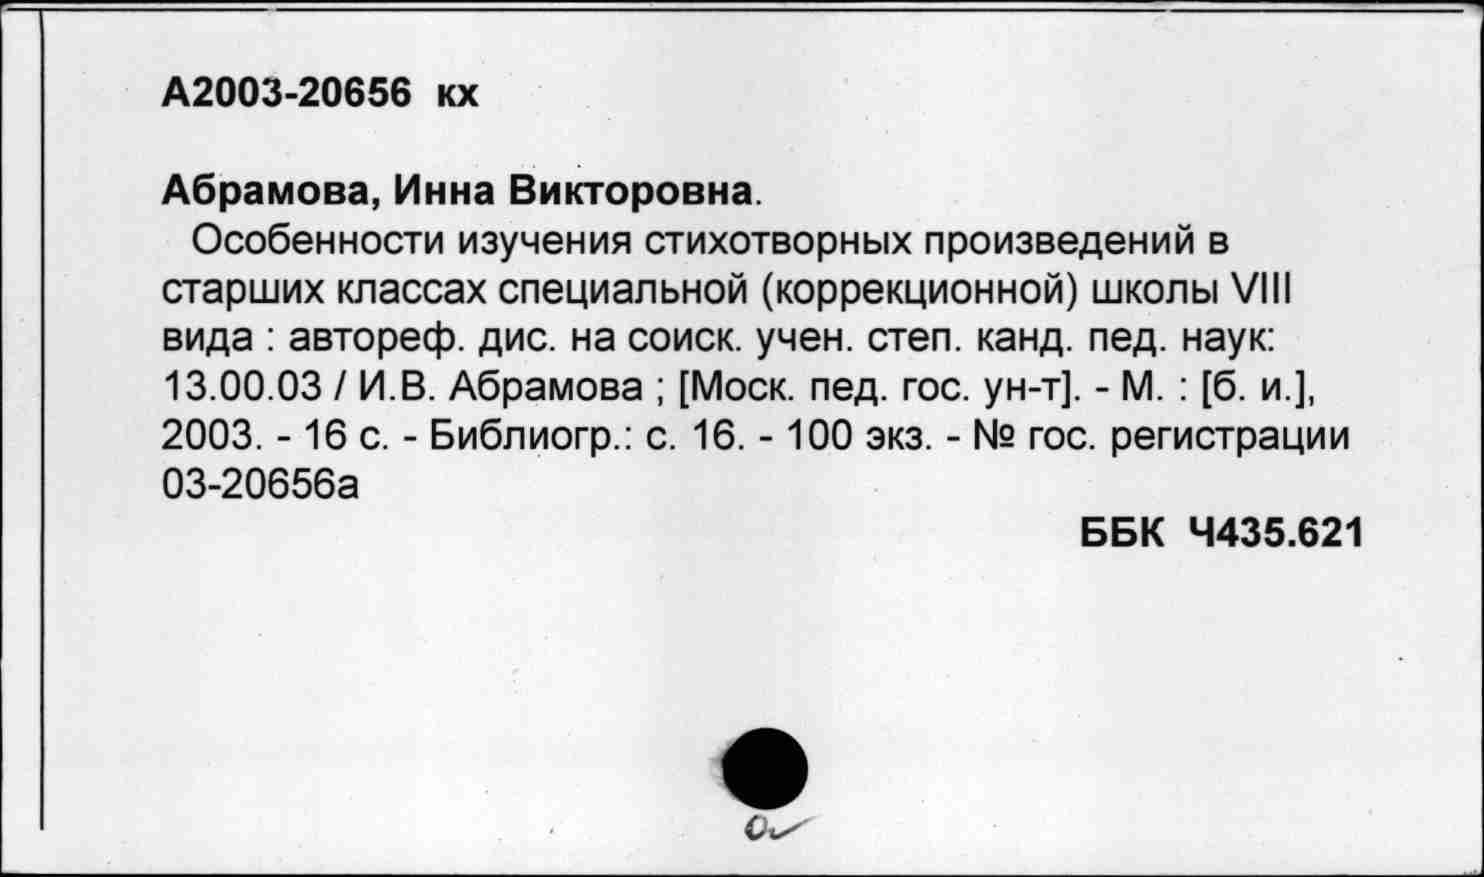 А2003-20656 кх
Абрамова, Инна Викторовна.
Особенности изучения стихотворных произведений в
старших классах специальной (коррекционной) школы VIII
вида : автореф. дис. на соиск. учен. степ. канд. пед. наук:
13.00.03 / И.В. Абрамова ; [Моск. пед. гос. ун-т]. - М. : [б. и.],
2003. - 16 с. - Библиогр.: с. 16. - 100 экз. - № гос. регистрации
03-20656а
ББК Ч435.621